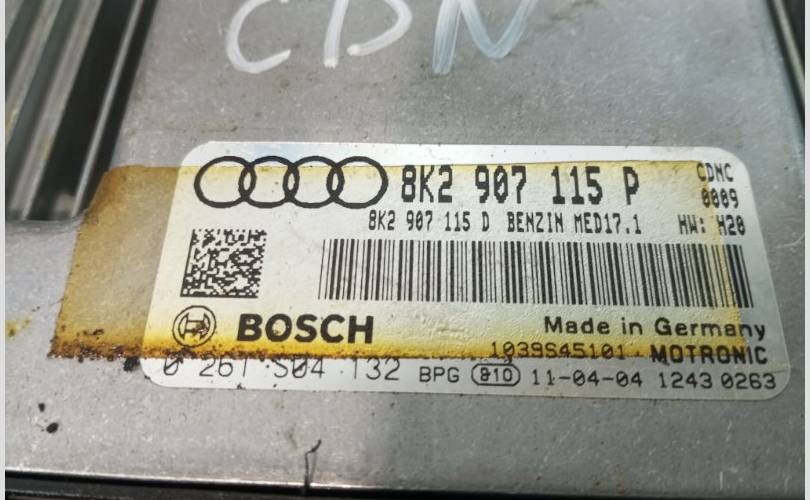 CDN
8K2 907 115 P
CDNC
0009
8K2 907 115 D BENZIN MED17.1 HW: H20
BOSCH
Made in Germany
1039S45101 MOTRONIC
0 261 S04 132 BPG 810 11-04-04 1243 0263